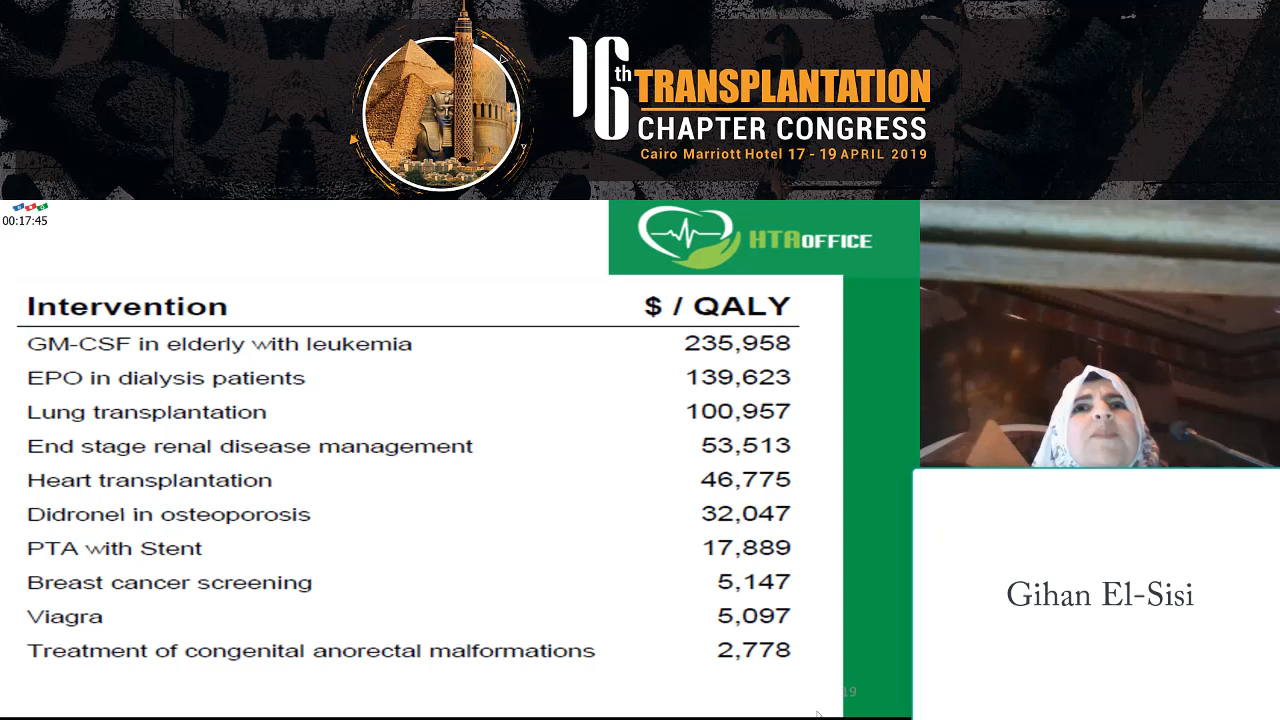 16th TRANSPLANTATION
CHAPTER CONGRESS
Cairo Marriott Hotel 17 - 19 APRIL 2019
00:17:45
HTAOFFICE
Intervention $ / QALY
GM-CSF in elderly with leukemia 235,958
EPO in dialysis patients 139,623
Lung transplantation 100,957
End stage renal disease management 53,513
Heart transplantation 46,775
Didronel in osteoporosis 32,047
PTA with Stent 17,889
Breast cancer screening 5,147
Viagra 5,097
Treatment of congenital anorectal malformations 2,778
19
Gihan El-Sisi